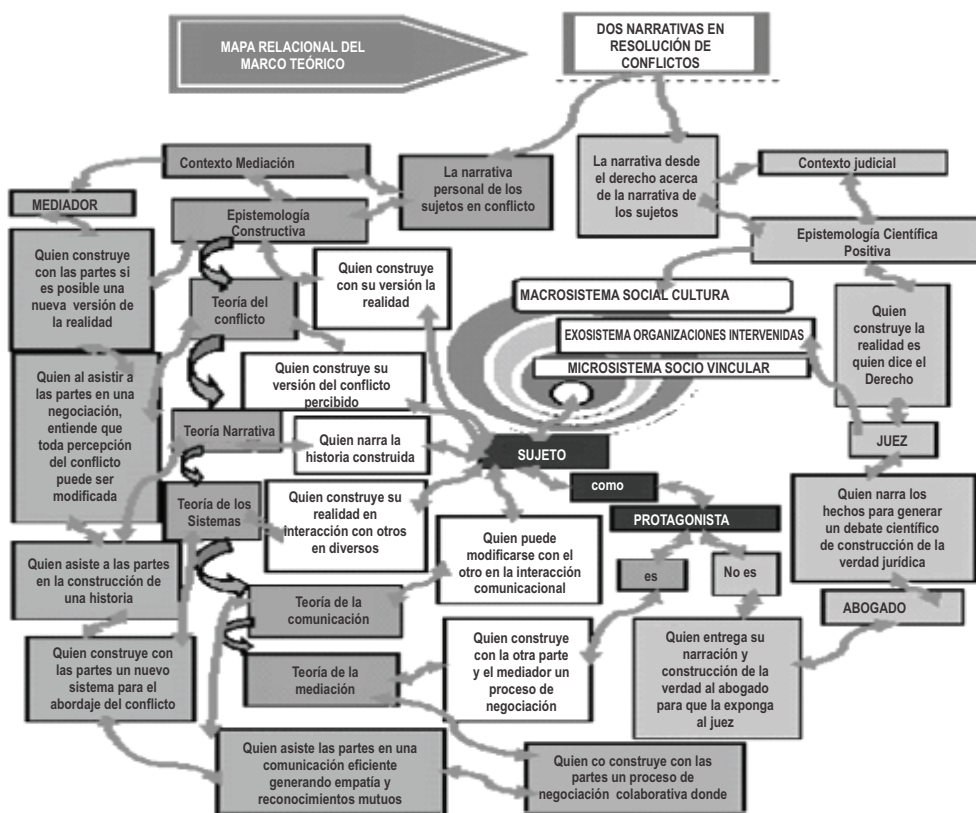 MAPA RELACIONAL DEL
MARCO TEÓRICO
DOS NARRATIVAS EN
RESOLUCIÓN DE
CONFLICTOS
Contexto Mediación
La narrativa
personal de los
sujetos en conflicto
La narrativa desde
el derecho acerca
de la narrativa de
los sujetos
Contexto judicial
MEDIADOR
Epistemología
Constructiva
Epistemología Científica
Positiva
Quien construye
con las partes si
es posible una
nueva versión de
la realidad
Teoría del
conflicto
Quien construye
con su versión la
realidad
MACROSISTEMA SOCIAL CULTURA
EXOSISTEMA ORGANIZACIONES INTERVENIDAS
MICROSISTEMA SOCIO VINCULAR
Quien
construye la
realidad es
quien dice el
Derecho
Quien al asistir a
las partes en una
negociación,
entiende que
toda percepción
del conflicto
puede ser
modificada
Quien construye su
versión del conflicto
percibido
Teoría Narrativa
Quien narra la
historia construida
SUJETO
JUEZ
como
PROTAGONISTA
Teoría de los
Sistemas
Quien construye su
realidad en
interacción con otros
en diversos
Quien puede
modificarse con el
otro en la interacción
comunicacional
es
No es
Quien narra los
hechos para generar
un debate científico
de construcción de la
verdad jurídica
Quien asiste a las partes
en la construcción de
una historia
Teoría de la
comunicación
ABOGADO
Quien construye con
las partes un nuevo
sistema para el
abordaje del conflicto
Teoría de la
mediación
Quien construye
con la otra parte
y el mediador un
proceso de
negociación
Quien entrega su
narración y
construcción de la
verdad al abogado
para que la exponga
al juez
Quien asiste las partes en una
comunicación eficiente
generando empatía y
reconocimientos mutuos
Quien co construye con las
partes un proceso de
negociación colaborativa donde